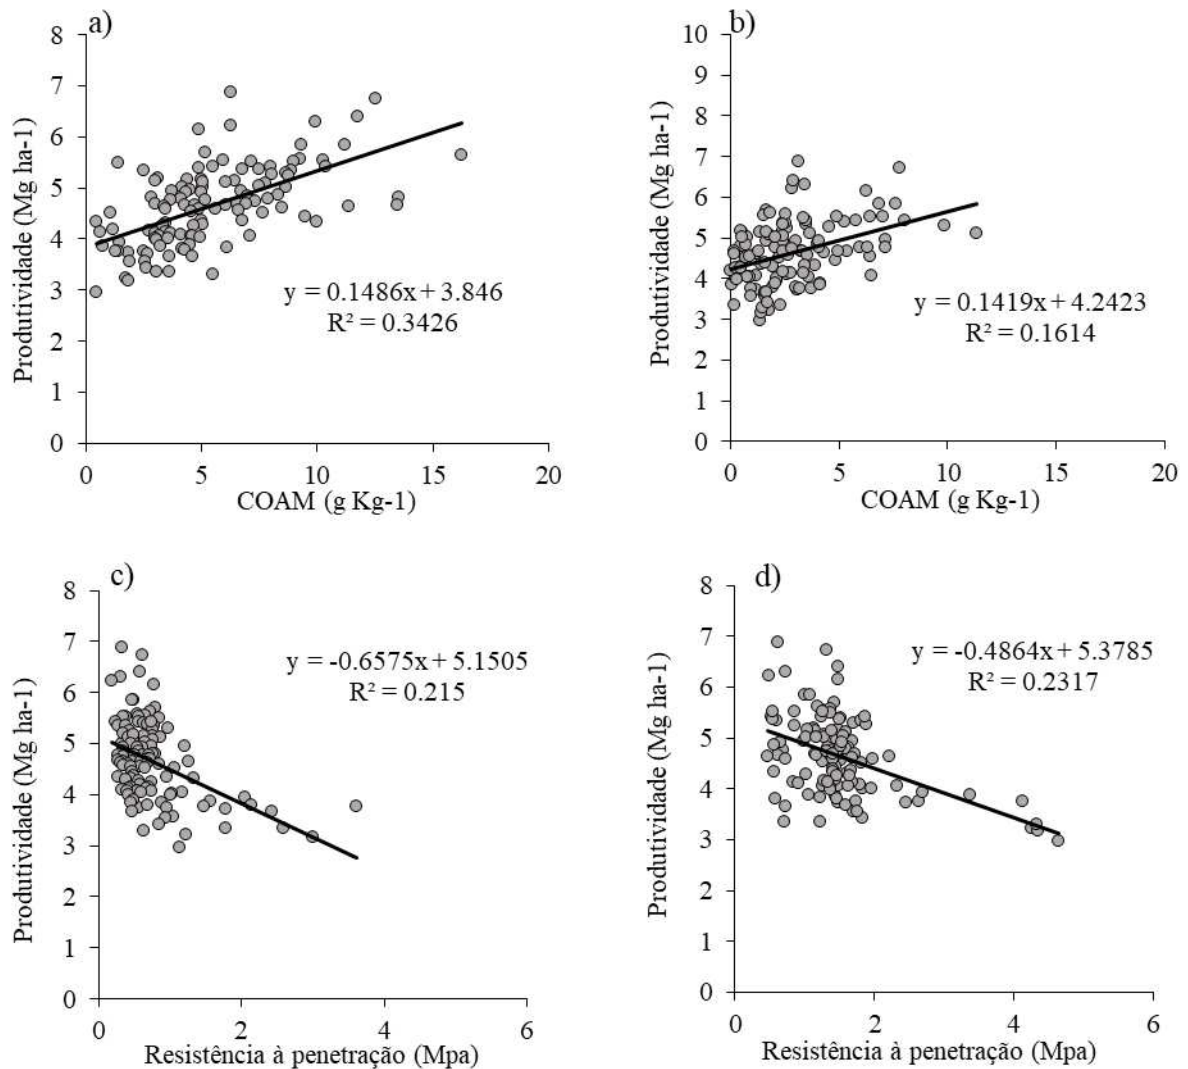 a)
8
7
6
5
4
3
2
1
0
Produtividade (Mg ha-1)
y = 0.1486x + 3.846
R² = 0.3426
0 5 10 15 20
COAM (g Kg-1)
b)
10
9
8
7
6
5
4
3
2
1
0
Produtividade (Mg ha-1)
y = 0.1419x + 4.2423
R² = 0.1614
0 5 10 15 20
COAM (g Kg-1)
c)
8
7
6
5
4
3
2
1
0
Produtividade (Mg ha-1)
y = -0.6575x + 5.1505
R² = 0.215
0 2 4 6
Resistência à penetração (Mpa)
d)
8
7
6
5
4
3
2
1
0
Produtividade (Mg ha-1)
y = -0.4864x + 5.3785
R² = 0.2317
0 2 4 6
Resistência à penetração (Mpa)